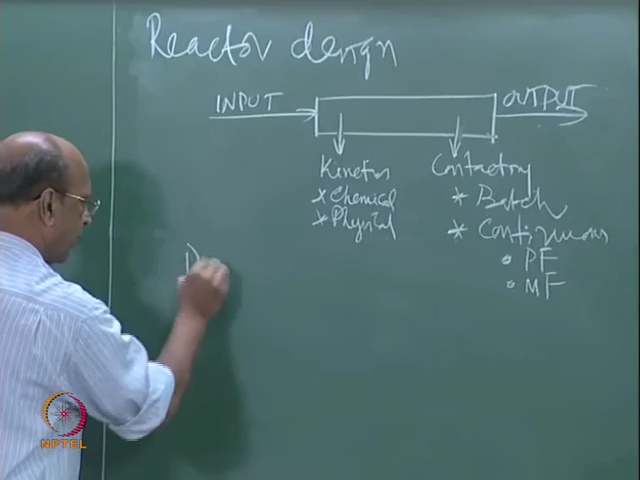 Reactor design
INPUT
OUTPUT
Kinetics
* Chemical
* Physical
Contacting
* Batch
* Continuous
• PF
• MF
NPTEL